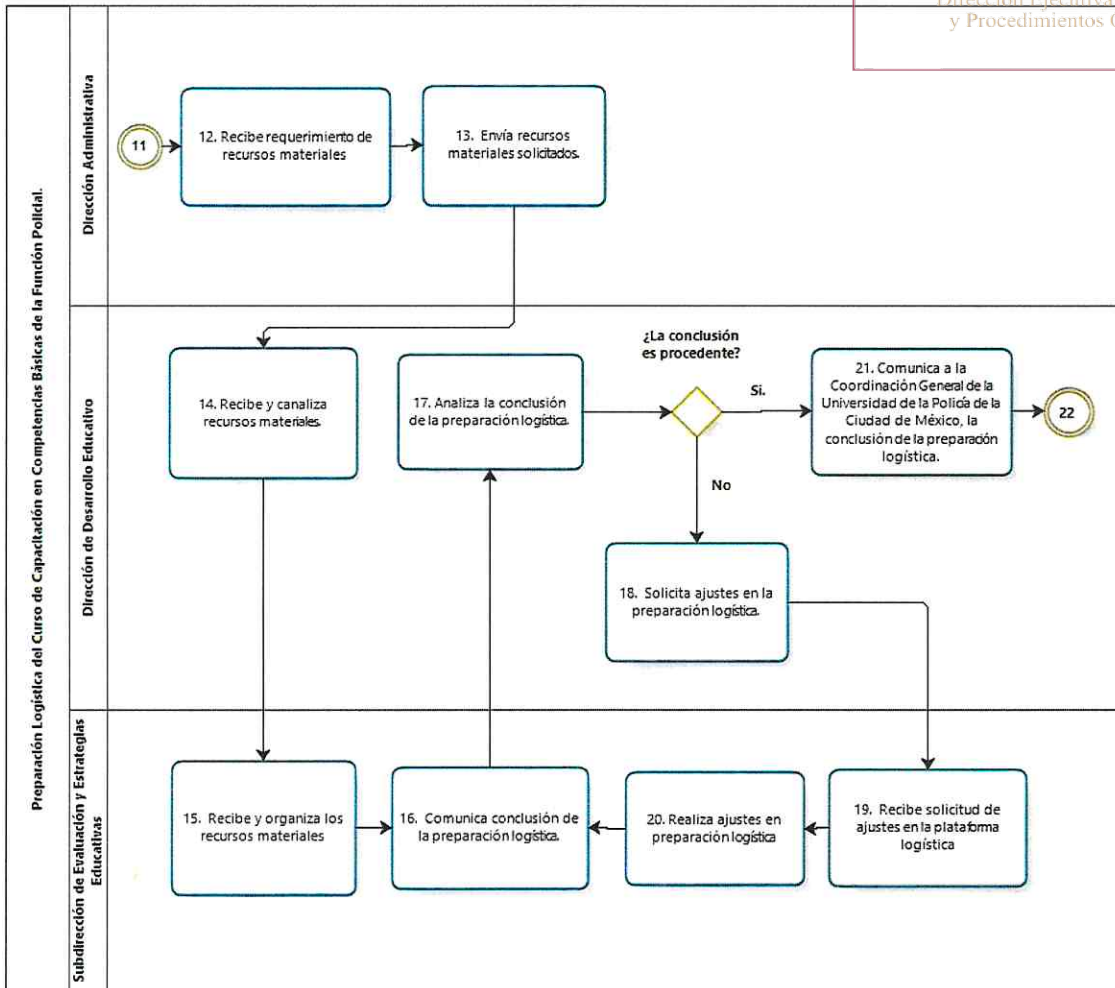 Dirección Ejecutiva
y Procedimientos
Preparación Logística del Curso de Capacitación en Competencias Básicas de la Función Policial.
Dirección Administrativa
11
12. Recibe requerimiento de
recursos materiales
13. Envía recursos
materiales solicitados.
Dirección de Desarrollo Educativo
14. Recibe y canaliza
recursos materiales.
17. Analiza la conclusión
de la preparación logística.
¿La conclusión
es procedente?
Si.
No
21. Comunica a la
Coordinación General de la
Universidad de la Policía de la
Ciudad de México, la
conclusión de la preparación
logística.
22
18. Solicita ajustes en la
preparación logística.
Subdirección de Evaluación y Estrategias
Educativas
15. Recibe y organiza los
recursos materiales
16. Comunica conclusión de
la preparación logística.
20. Realiza ajustes en
preparación logística
19. Recibe solicitud de
ajustes en la plataforma
logística